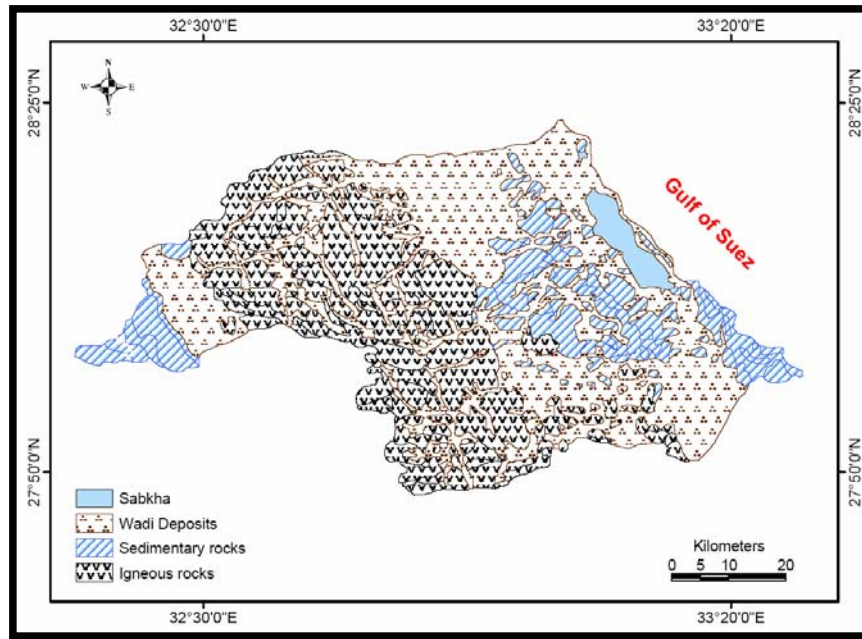 32°30'0"E 33°20'0"E
28°25'0"N 28°25'0"N
N
W E
S
Gulf of Suez
27°50'0"N 27°50'0"N
Sabkha
Wadi Deposits
Sedimentary rocks
Igneous rocks
Kilometers
0 5 10 20
32°30'0"E 33°20'0"E